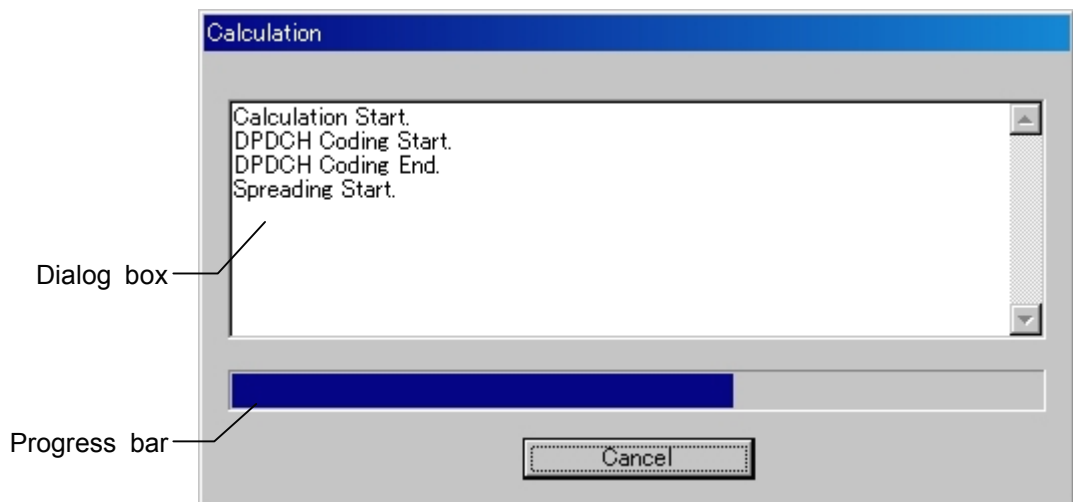 Calculation
Calculation Start.
DPDCH Coding Start.
DPDCH Coding End.
Spreading Start.
Dialog box
Progress bar
Cancel